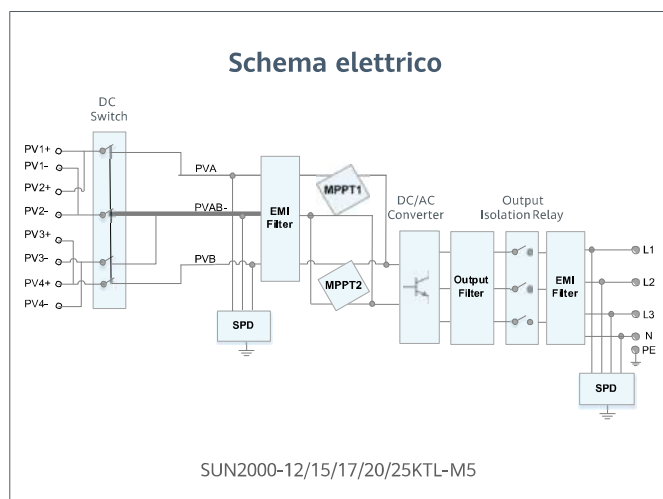 Schema elettrico
DC
Switch
PV1+
PV1-
PV2+
PV2-
PV3+
PV3-
PV4+
PV4-
PVA
PVAB-
PVB
EMI
Filter
SPD
MPPT1
MPPT2
DC/AC
Converter
Output
Filter
Output
Isolation Relay
EMI
Filter
L1
L2
L3
N
PE
SPD
SUN2000-12/15/17/20/25KTL-M5